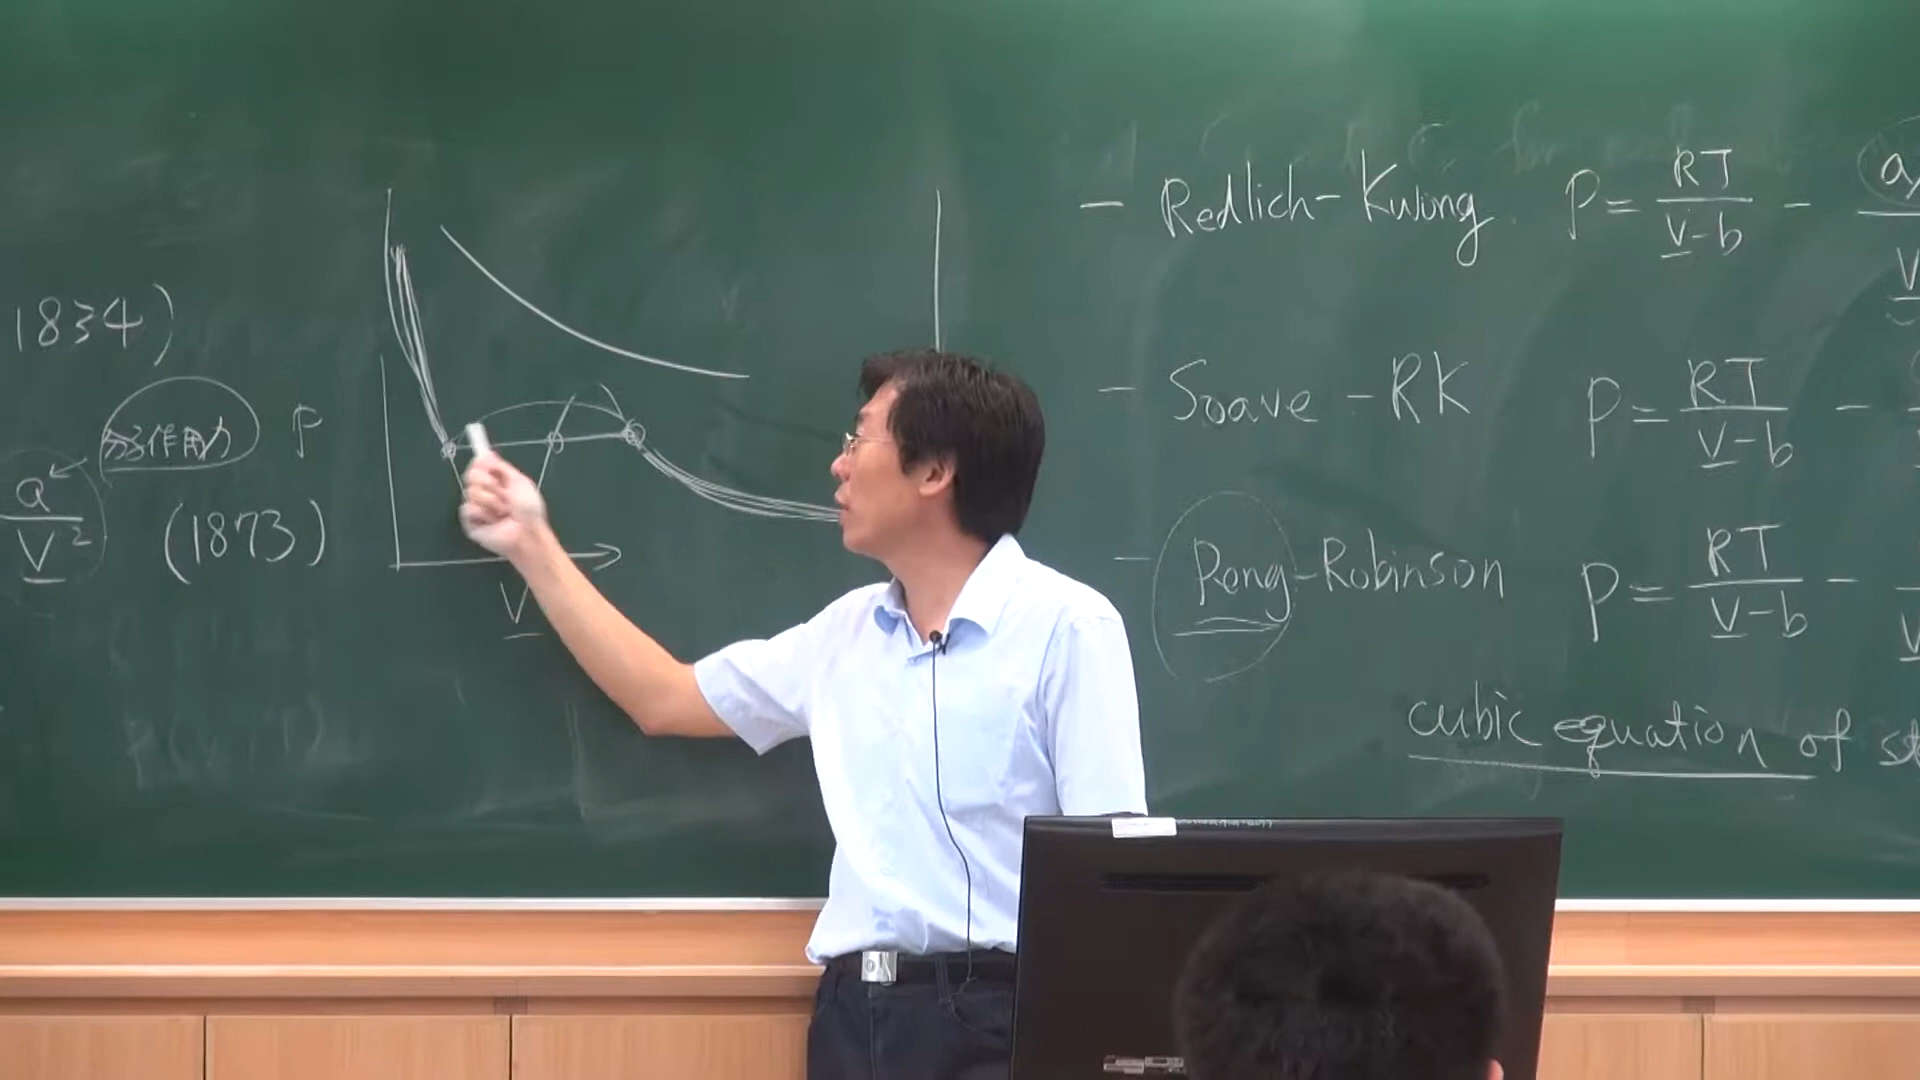 1834)
分子作用力
a
V²
(1873)
P
V
- Redlich-Kwong P = RT / V-b - a
V
- Soave-RK P = RT / V-b -
- Peng-Robinson P = RT / V-b -
V
cubic equation of st